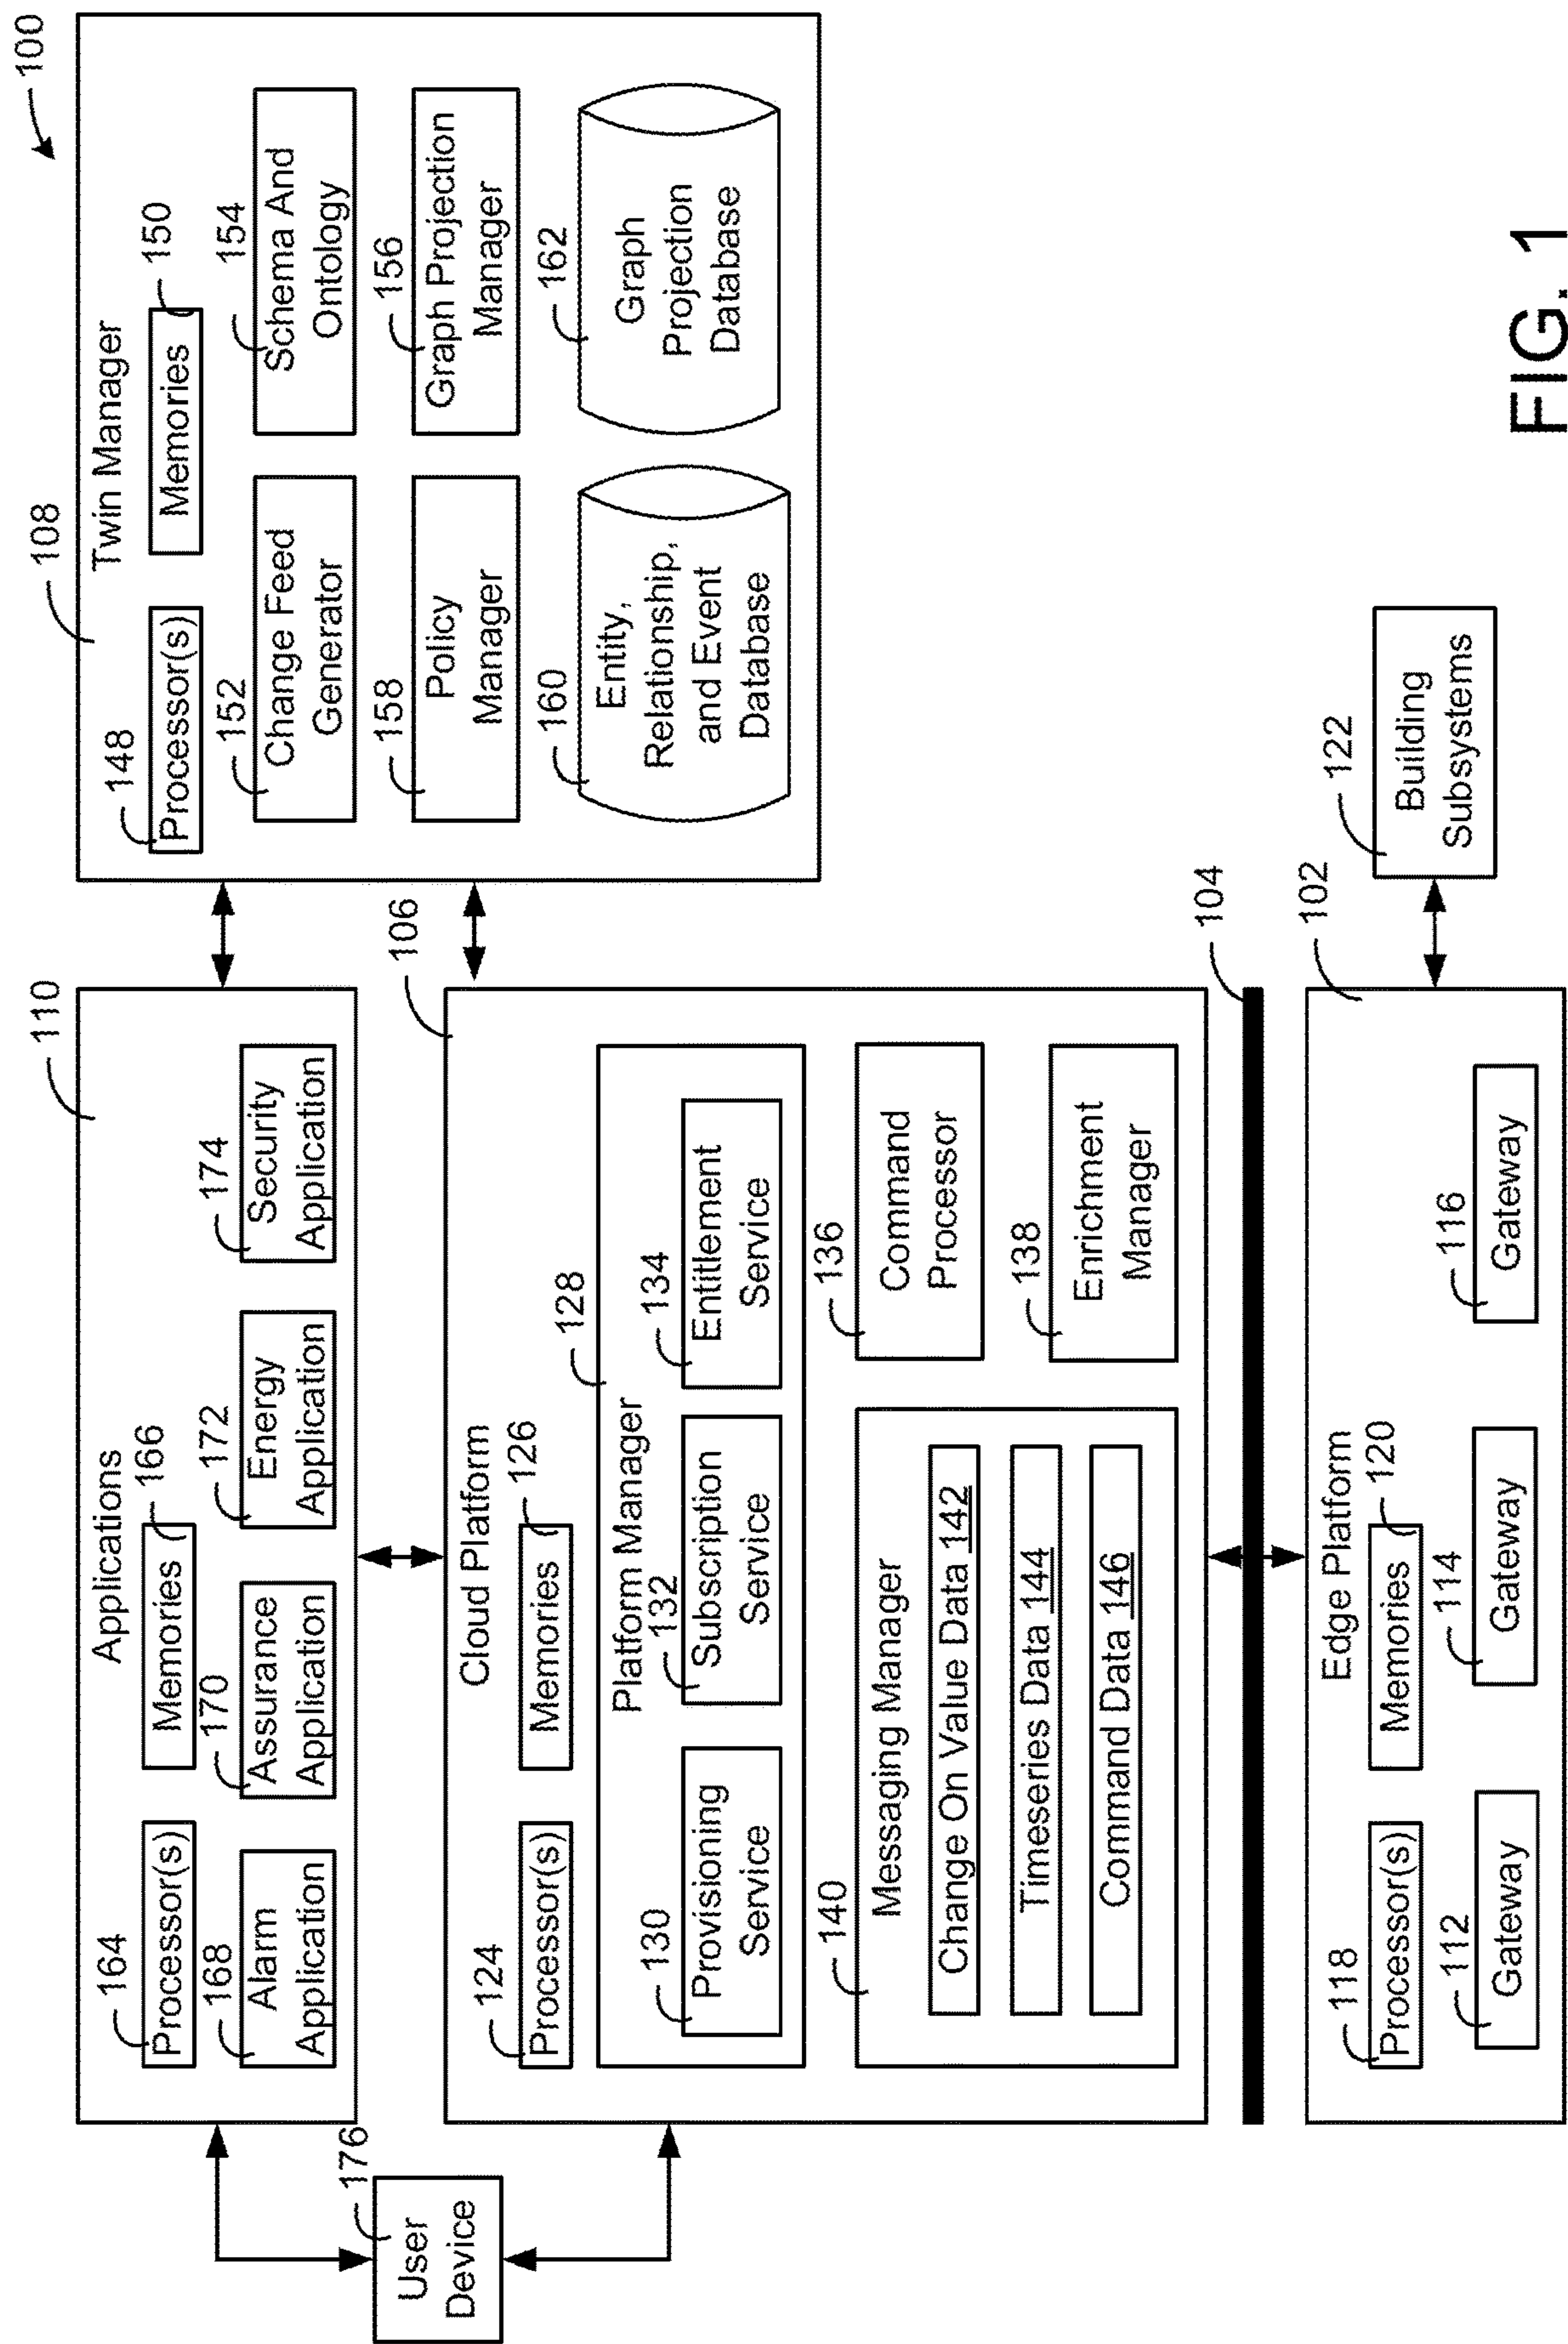 100
110
Applications
164
Processor(s)
Memories
166
168
Alarm
Application
170
Assurance
Application
172
Energy
Application
174
Security
Application
176
User
Device
106
Cloud Platform
124
Processor(s)
Memories
126
128
Platform Manager
130
Provisioning
Service
132
Subscription
Service
134
Entitlement
Service
140
Messaging Manager
Change On Value Data 142
Timeseries Data 144
Command Data 146
136
Command
Processor
138
Enrichment
Manager
104
102
Edge Platform
118
Processor(s)
Memories
120
112
Gateway
114
Gateway
116
Gateway
122
Building
Subsystems
108
Twin Manager
148
Processor(s)
Memories
150
152
Change Feed
Generator
154
Schema And
Ontology
158
Policy
Manager
156
Graph Projection
Manager
160
Entity,
Relationship,
and Event
Database
162
Graph
Projection
Database
FIG. 1